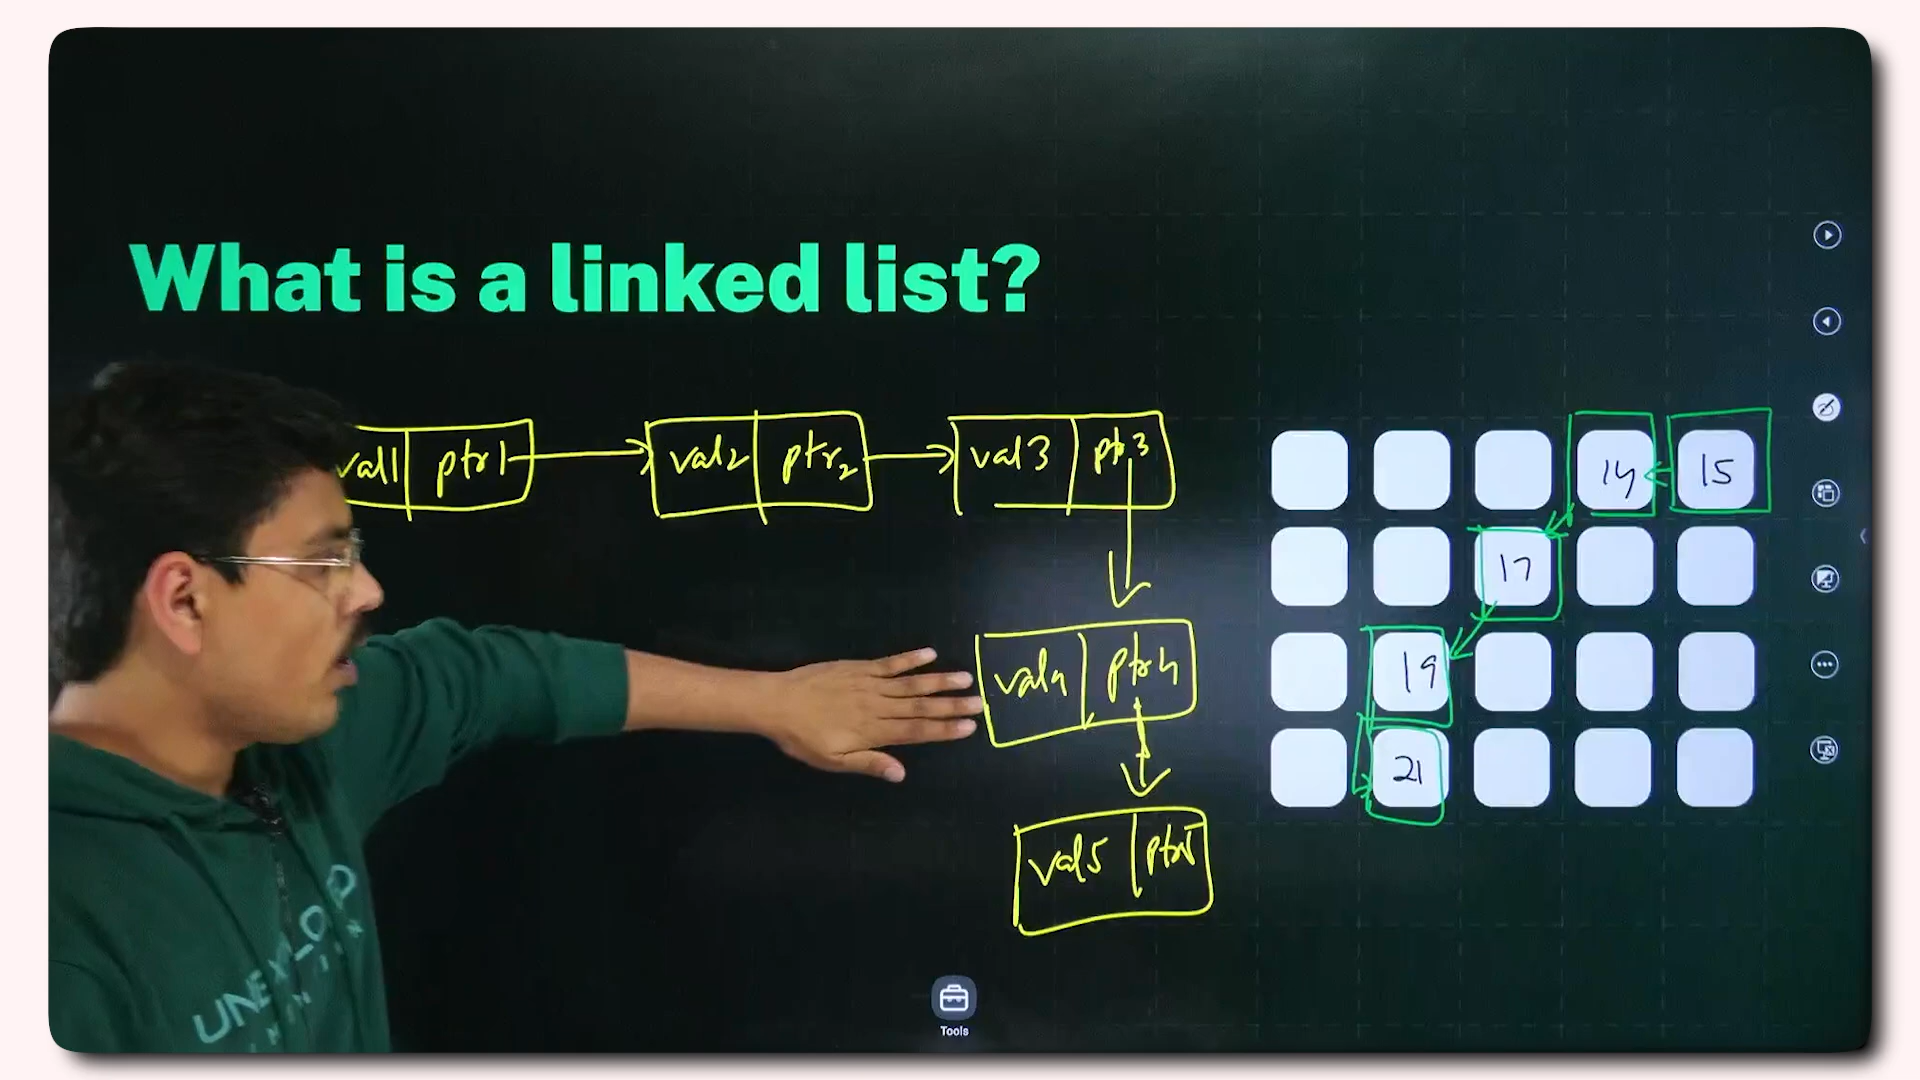 What is a linked list?
val1 ptr1 val2 ptr2 val3 ptr3
14 15
17
val4 ptr4
19
21
val5 ptr5
Tools